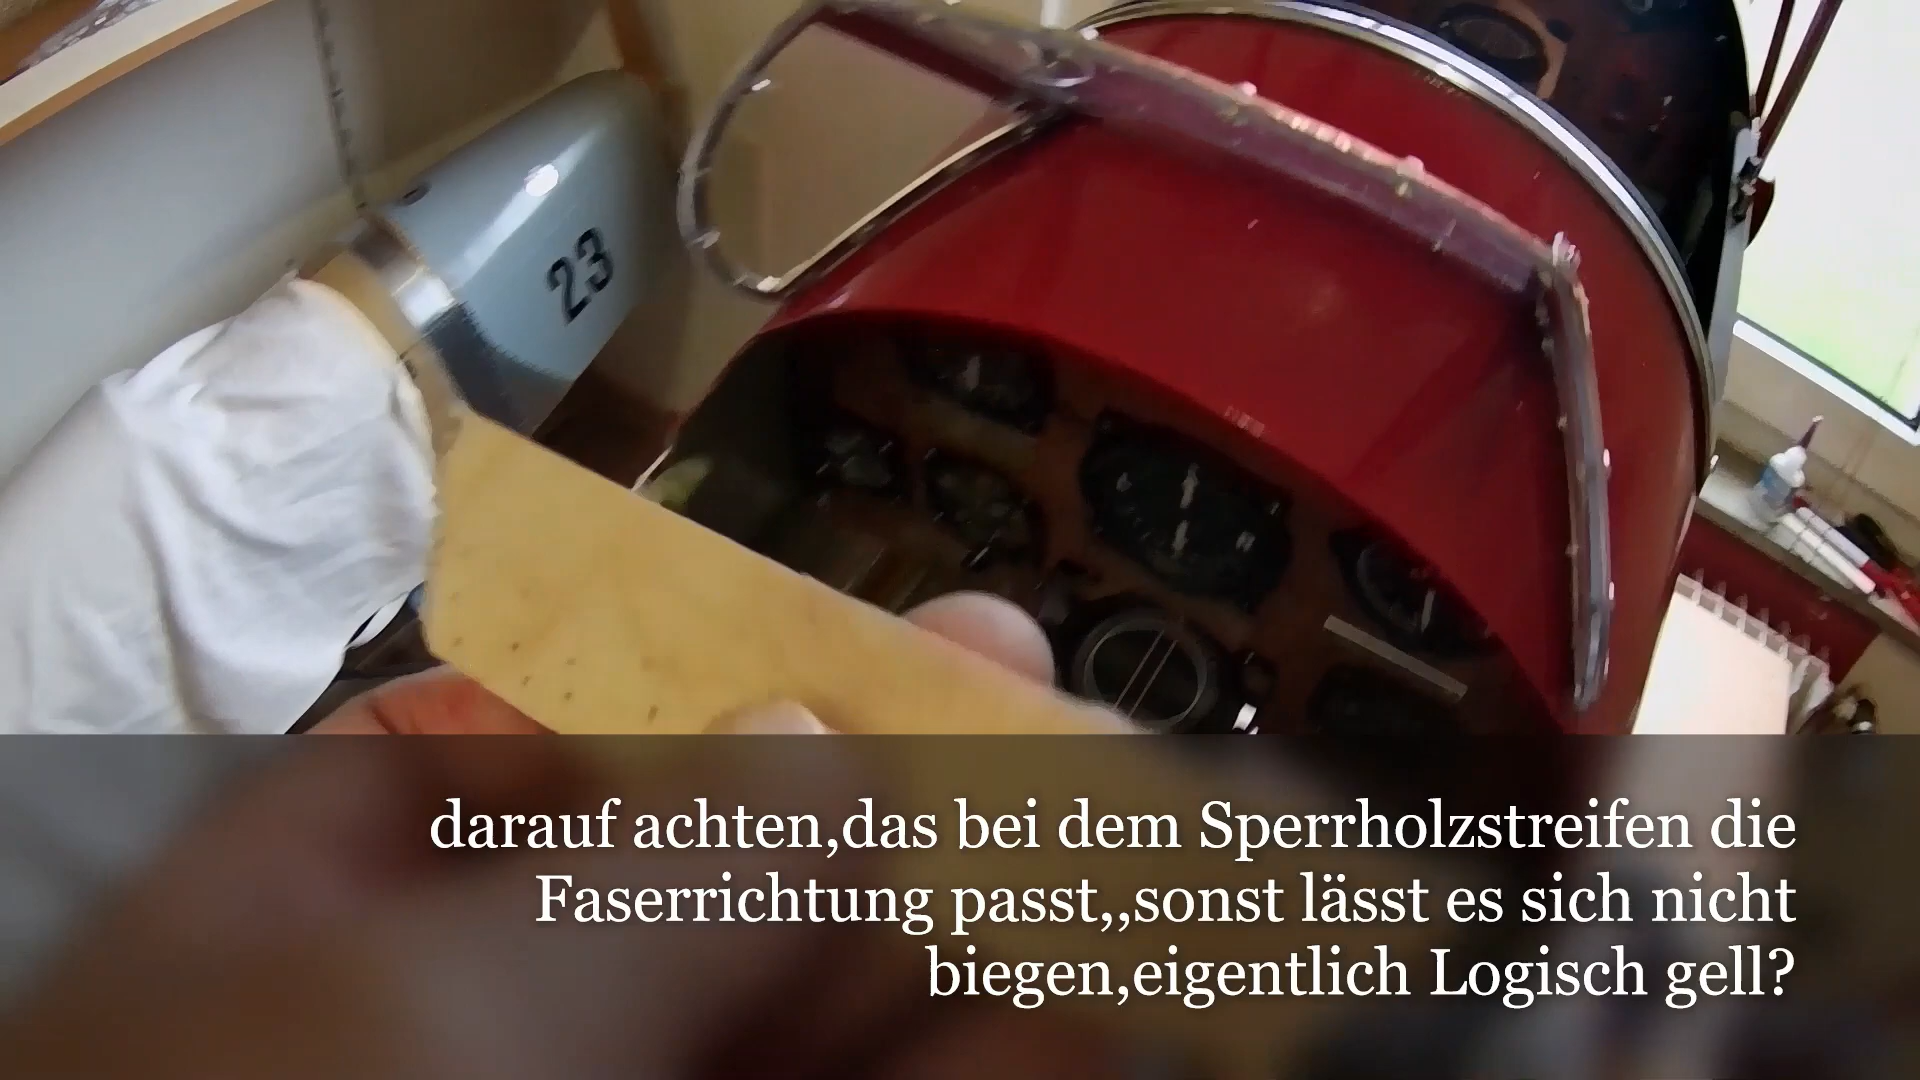 23
darauf achten,das bei dem Sperrholzstreifen die
Faserrichtung passt,,sonst lässt es sich nicht
biegen,eigentlich Logisch gell?